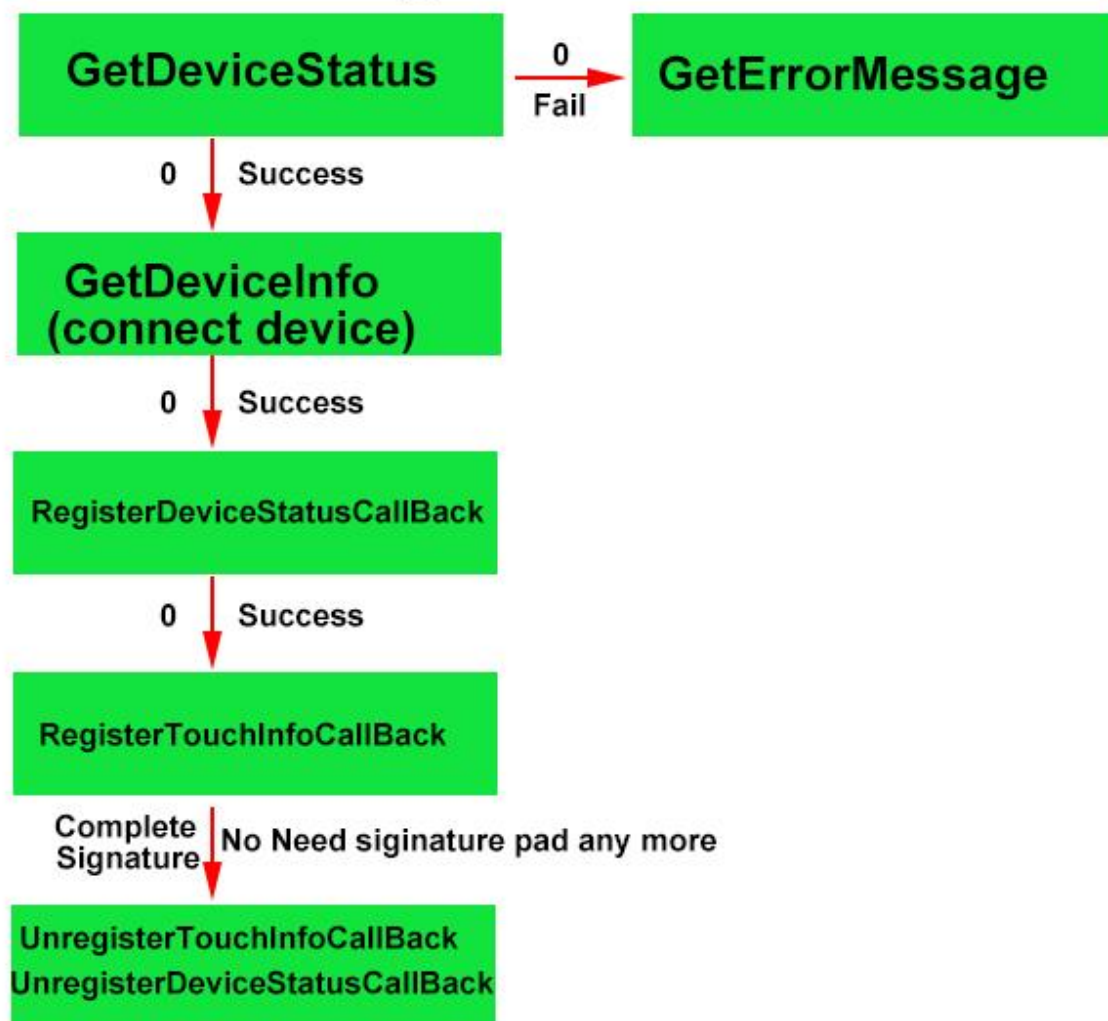 GetDeviceStatus
0
Fail
GetErrorMessage
0 Success
GetDeviceInfo
(connect device)
0 Success
RegisterDeviceStatusCallBack
0 Success
RegisterTouchInfoCallBack
Complete
Signature
No Need siginature pad any more
UnregisterTouchInfoCallBack
UnregisterDeviceStatusCallBack